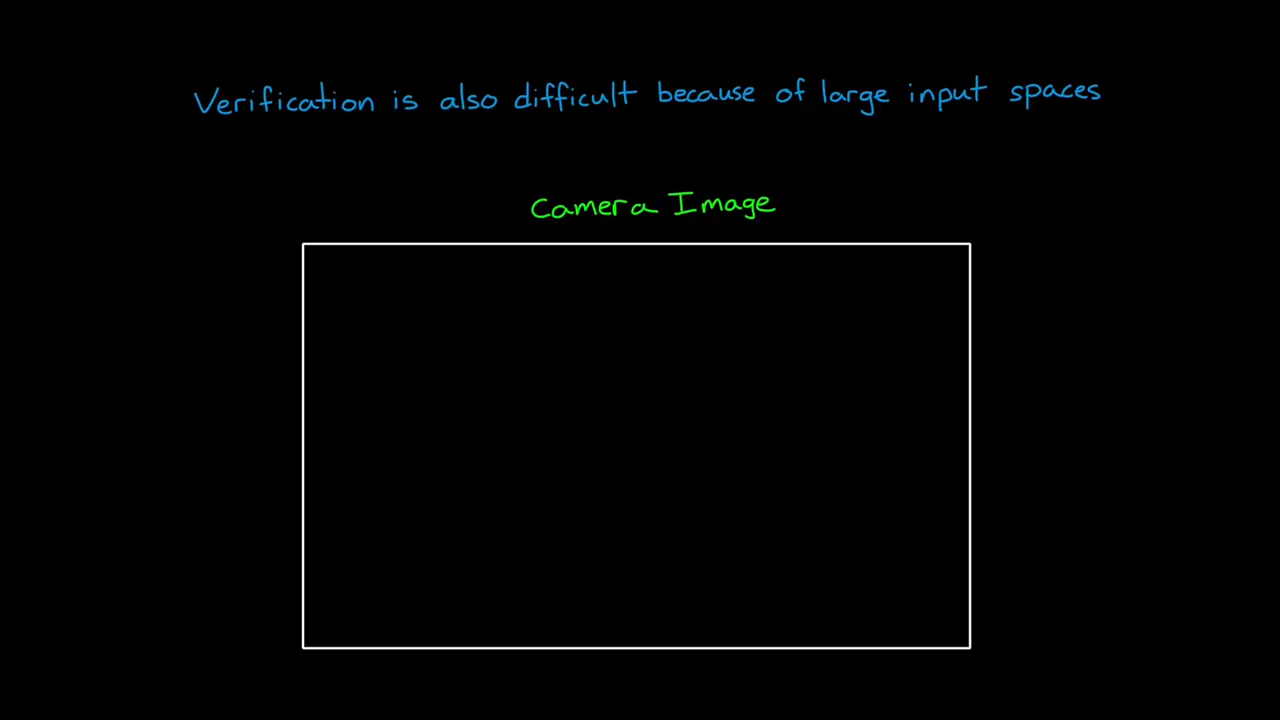 Verification is also difficult because of large input spaces
Camera Image